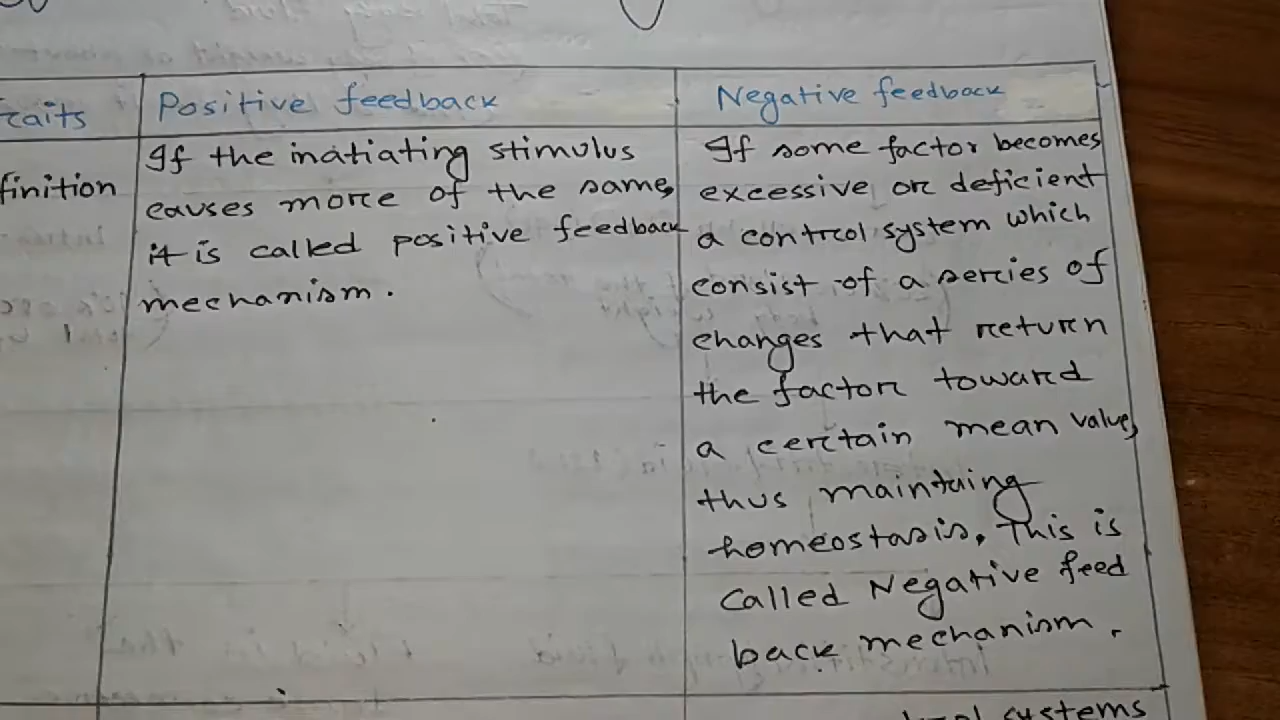 raits Positive feedback Negative feedback
finition
If the inatiating stimulus
causes more of the same,
it is called positive feedback
mechanism.
If some factor becomes
excessive or deficient
a control system which
consist of a series of
changes that return
the factor toward
a certain mean value,
thus maintaing
homeostasis. This is
called Negative feed
back mechanism.
systems